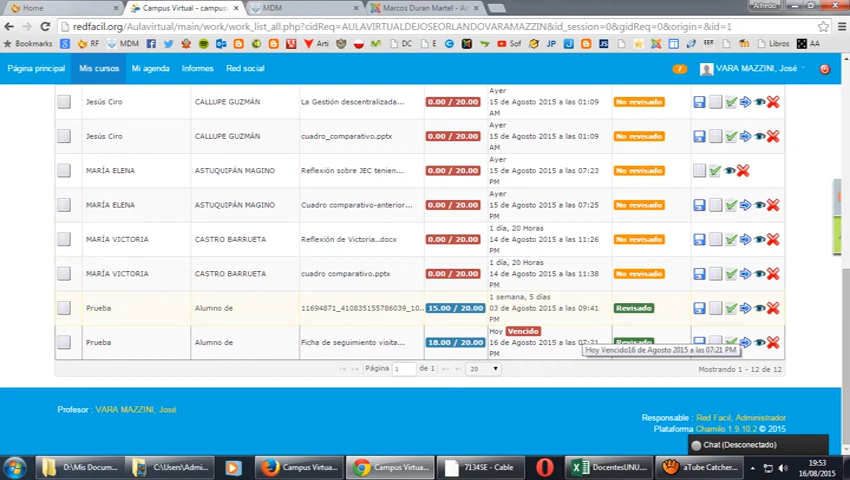 Home
Campus Virtual - campus
MDM
Marcos Duran Martel - A
Alfredo
redfacil.org/Aulavirtual/main/work/work_list_all.php?cidReq=AULAVIRTUALDEJOSEORLANDOVARAMAZZIN&id_session=0&gidReq=0&origin=&id=1
Bookmarks RF MDM Arti G M DC E C You Sof JP JS Im Libros AA
Página principal Mis cursos Mi agenda Informes Red social 7 VARA MAZZINI, José
Jesús Ciro CALLUPE GUZMÁN La Gestión descentralizada... 0.00 / 20.00 Ayer 15 de Agosto 2015 a las 01:09 AM No revisado
Jesús Ciro CALLUPE GUZMÁN cuadro_comparativo.pptx 0.00 / 20.00 Ayer 15 de Agosto 2015 a las 01:09 AM No revisado
MARÍA ELENA ASTUQUIPÁN MAGINO Reflexión sobre JEC tenien... 0.00 / 20.00 Ayer 15 de Agosto 2015 a las 07:23 PM No revisado
MARÍA ELENA ASTUQUIPÁN MAGINO Cuadro comparativo-anterior... 0.00 / 20.00 Ayer 15 de Agosto 2015 a las 07:25 PM No revisado
MARÍA VICTORIA CASTRO BARRUETA Reflexión de Victoria..docx 0.00 / 20.00 1 día, 20 Horas 14 de Agosto 2015 a las 11:26 PM No revisado
MARÍA VICTORIA CASTRO BARRUETA cuadro comparativo.pptx 0.00 / 20.00 1 día, 20 Horas 14 de Agosto 2015 a las 11:38 PM No revisado
Prueba Alumno de 11694871_410835155786039_10... 15.00 / 20.00 1 semana, 5 días 03 de Agosto 2015 a las 09:41 PM Revisado
Prueba Alumno de Ficha de seguimiento visita... 18.00 / 20.00 Hoy Vencido 16 de Agosto 2015 a las 07:21 PM
Hoy Vencido16 de Agosto 2015 a las 07:21 PM
Página 1 de 1 20 Mostrando 1 - 12 de 12
Profesor : VARA MAZZINI, José
Responsable : Red Facil, Administrador
Plataforma Chamilo 1.9.10.2 © 2015
Chat (Desconectado)
D:\Mis Docum... C:\Users\Admi... Campus Virtua... Campus Virtua... 7134SE - Cable DocentesUNU... aTube Catcher... 19:53
16/08/2015